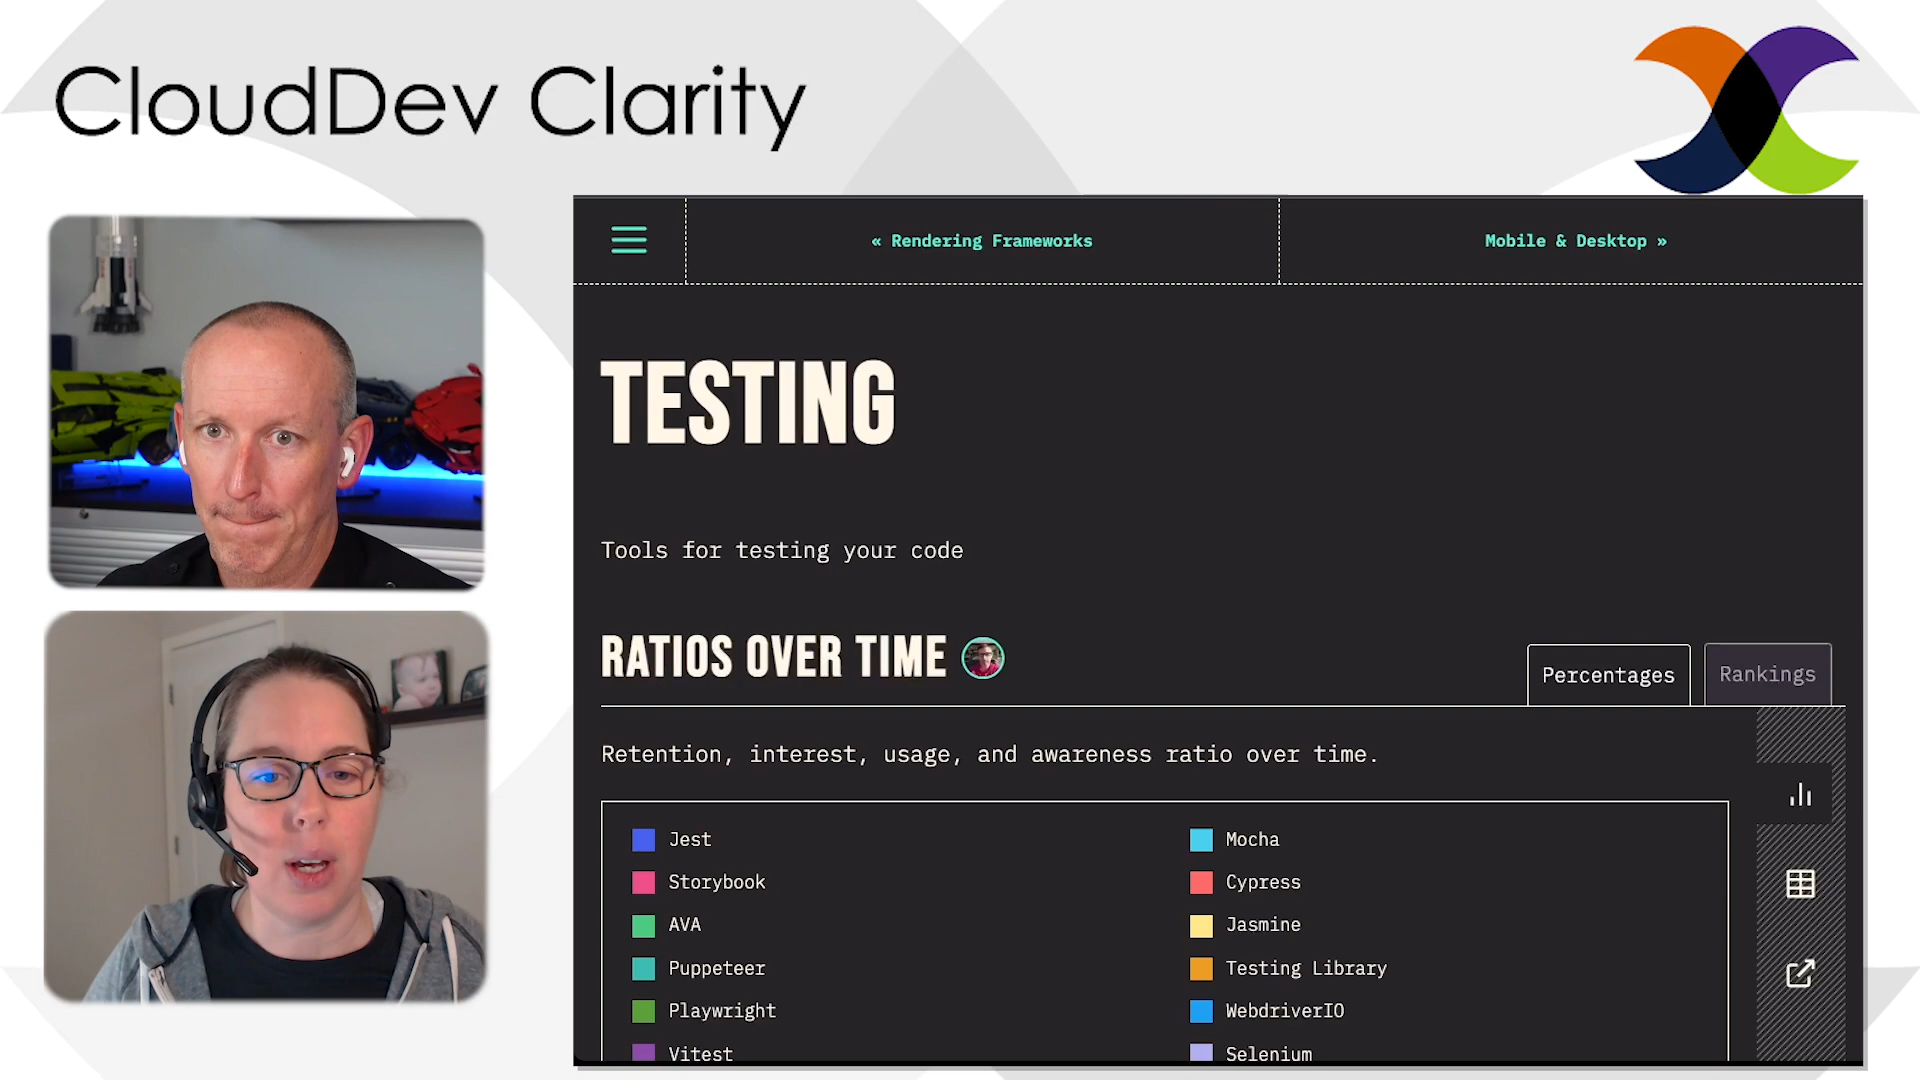 CloudDev Clarity
« Rendering Frameworks
Mobile & Desktop »
TESTING
Tools for testing your code
RATIOS OVER TIME
Percentages
Rankings
Retention, interest, usage, and awareness ratio over time.
Jest
Mocha
Storybook
Cypress
AVA
Jasmine
Puppeteer
Testing Library
Playwright
WebdriverIO
Vitest
Selenium